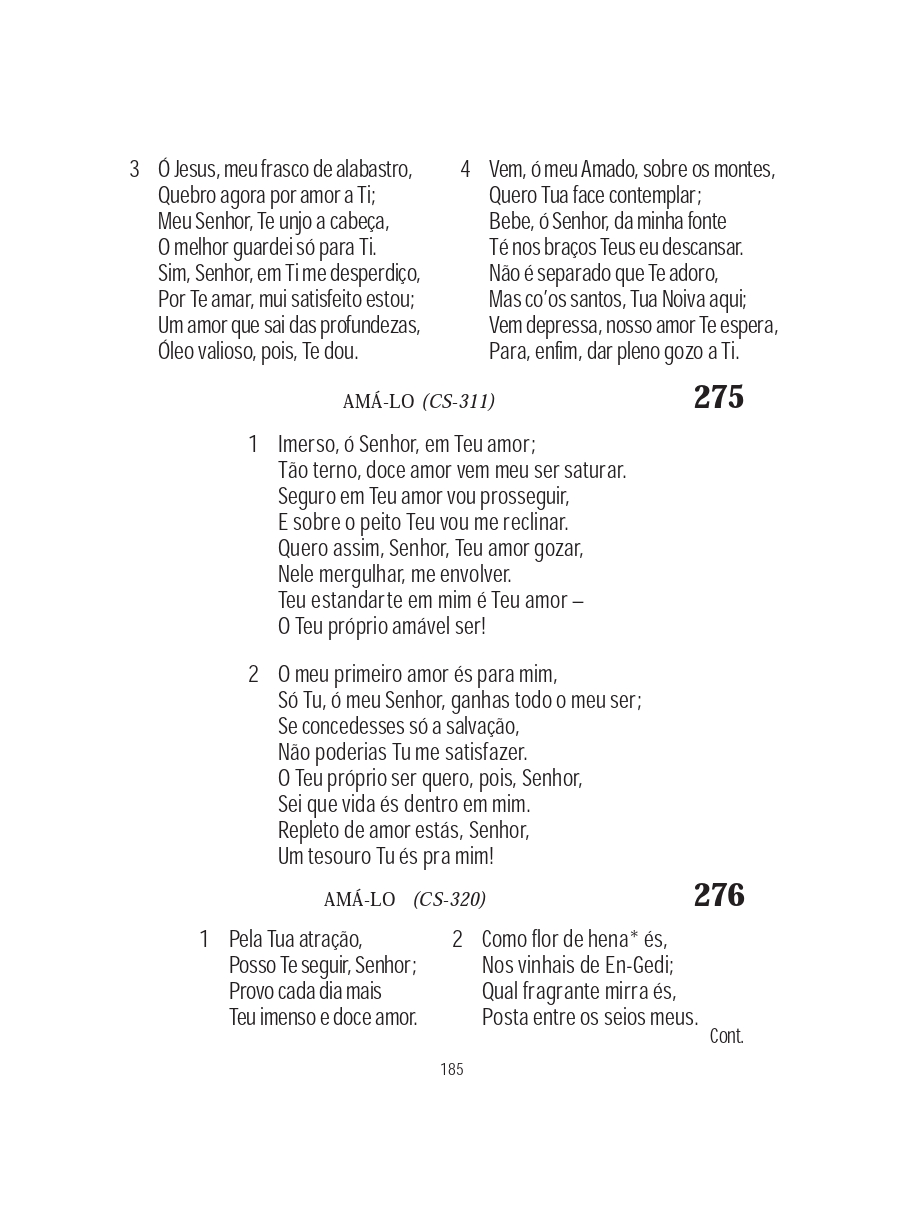 3 Ó Jesus, meu frasco de alabastro,
Quebro agora por amor a Ti;
Meu Senhor, Te unjo a cabeça,
O melhor guardei só para Ti.
Sim, Senhor, em Ti me desperdiço,
Por Te amar, mui satisfeito estou;
Um amor que sai das profundezas,
Óleo valioso, pois, Te dou.
4 Vem, ó meu Amado, sobre os montes,
Quero Tua face contemplar;
Bebe, ó Senhor, da minha fonte
Té nos braços Teus eu descansar.
Não é separado que Te adoro,
Mas co’os santos, Tua Noiva aqui;
Vem depressa, nosso amor Te espera,
Para, enfim, dar pleno gozo a Ti.
AMÁ-LO (CS-311) 275
1 Imerso, ó Senhor, em Teu amor;
Tão terno, doce amor vem meu ser saturar.
Seguro em Teu amor vou prosseguir,
E sobre o peito Teu vou me reclinar.
Quero assim, Senhor, Teu amor gozar,
Nele mergulhar, me envolver.
Teu estandarte em mim é Teu amor –
O Teu próprio amável ser!
2 O meu primeiro amor és para mim,
Só Tu, ó meu Senhor, ganhas todo o meu ser;
Se concedesses só a salvação,
Não poderias Tu me satisfazer.
O Teu próprio ser quero, pois, Senhor,
Sei que vida és dentro em mim.
Repleto de amor estás, Senhor,
Um tesouro Tu és pra mim!
AMÁ-LO (CS-320) 276
1 Pela Tua atração,
Posso Te seguir, Senhor;
Provo cada dia mais
Teu imenso e doce amor.
2 Como flor de hena* és,
Nos vinhais de En-Gedi;
Qual fragrante mirra és,
Posta entre os seios meus.
Cont.
185